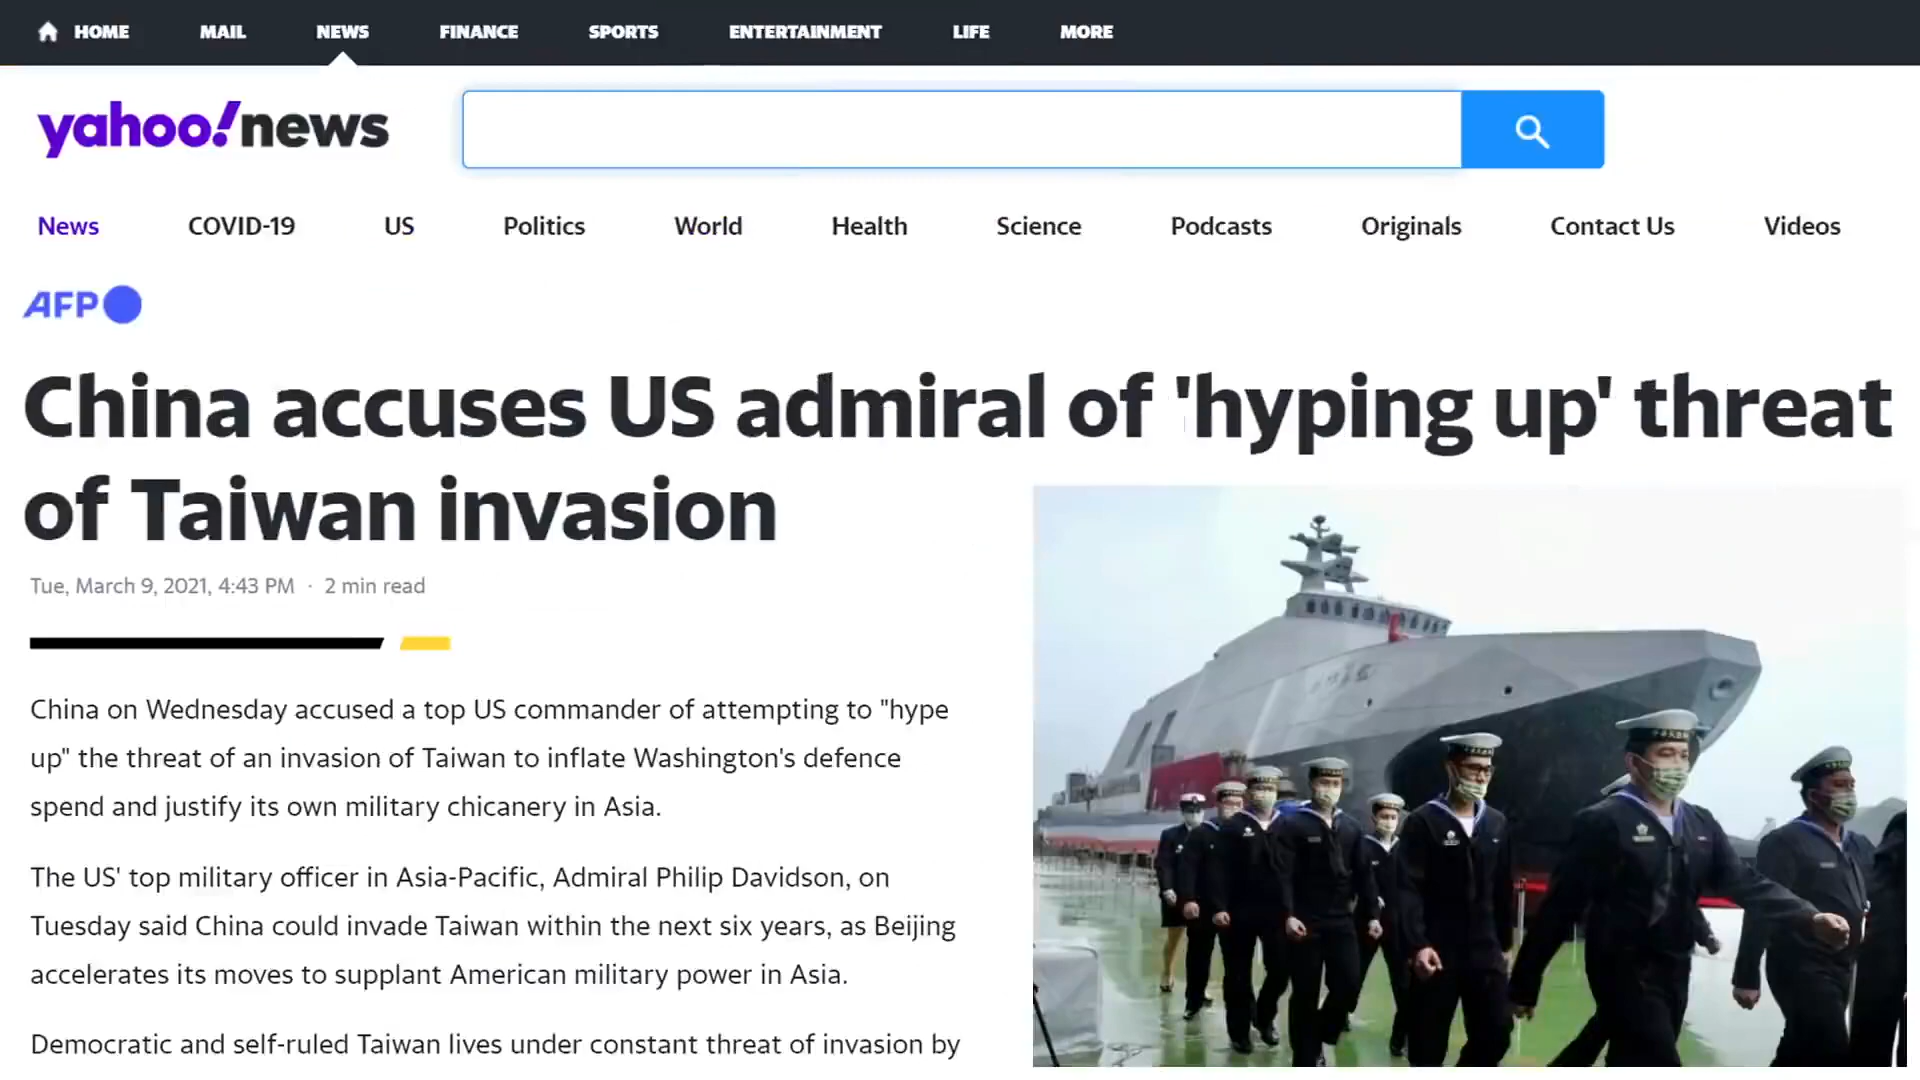 HOME MAIL NEWS FINANCE SPORTS ENTERTAINMENT LIFE MORE
yahoo!news
News COVID-19 US Politics World Health Science Podcasts Originals Contact Us Videos
AFP
China accuses US admiral of 'hyping up' threat
of Taiwan invasion
Tue, March 9, 2021, 4:43 PM · 2 min read
China on Wednesday accused a top US commander of attempting to "hype
up" the threat of an invasion of Taiwan to inflate Washington's defence
spend and justify its own military chicanery in Asia.
The US' top military officer in Asia-Pacific, Admiral Philip Davidson, on
Tuesday said China could invade Taiwan within the next six years, as Beijing
accelerates its moves to supplant American military power in Asia.
Democratic and self-ruled Taiwan lives under constant threat of invasion by